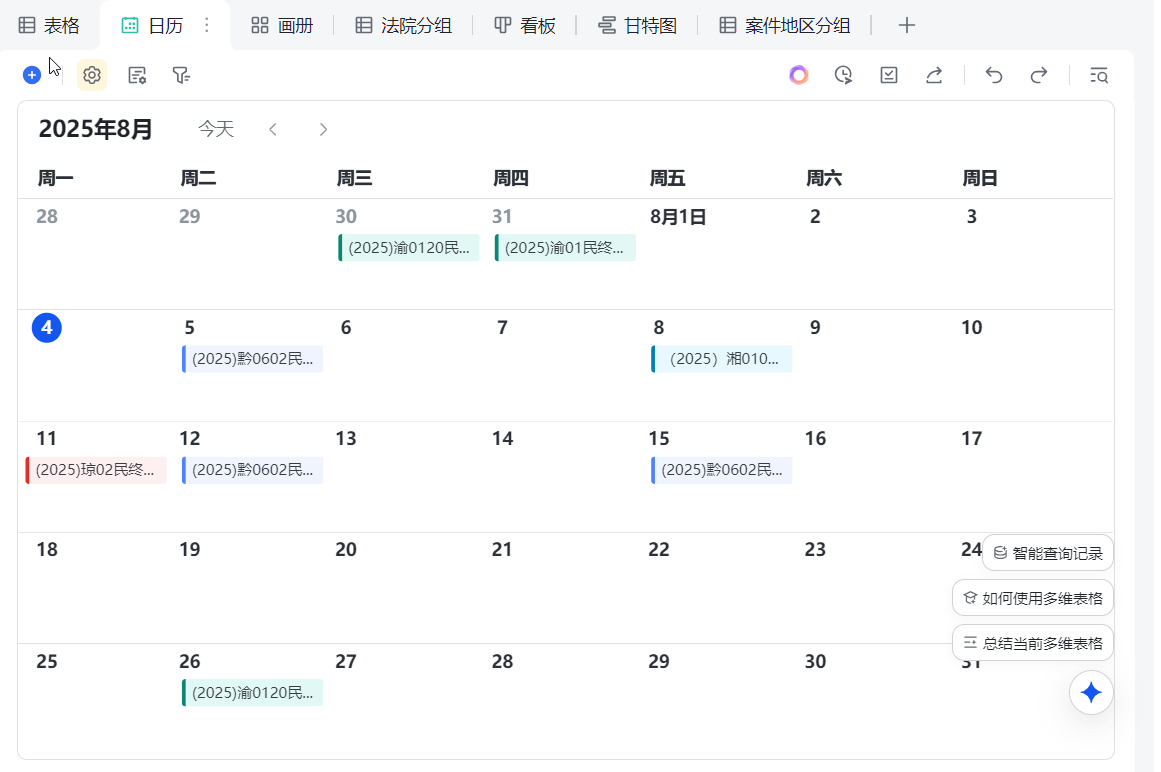 表格 日历 画册 法院分组 看板 甘特图 案件地区分组
2025年8月 今天
周一 周二 周三 周四 周五 周六 周日
28 29 30 31 8月1日 2 3
(2025)渝0120民... (2025)渝01民终...
4 5 6 7 8 9 10
(2025)黔0602民... （2025）湘010...
11 12 13 14 15 16 17
(2025)琼02民终... (2025)黔0602民... (2025)黔0602民...
18 19 20 21 22 23 24
智能查询记录
如何使用多维表格
总结当前多维表格
25 26 27 28 29 30 31
(2025)渝0120民...